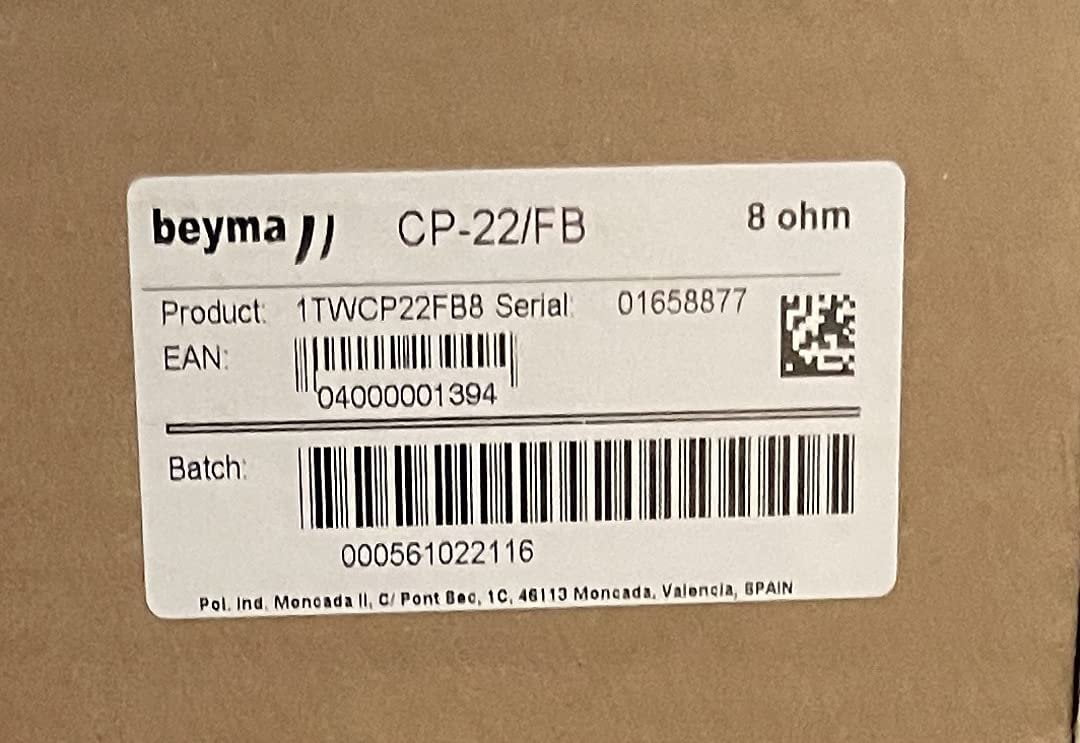 beyma CP-22/FB 8 ohm
Product: 1TWCP22FB8 Serial: 01658877
EAN:
04000001394
Batch:
000561022116
Pol. Ind. Moncada II, C/ Pont Sec, 1C, 46113 Moncada, Valencia, SPAIN